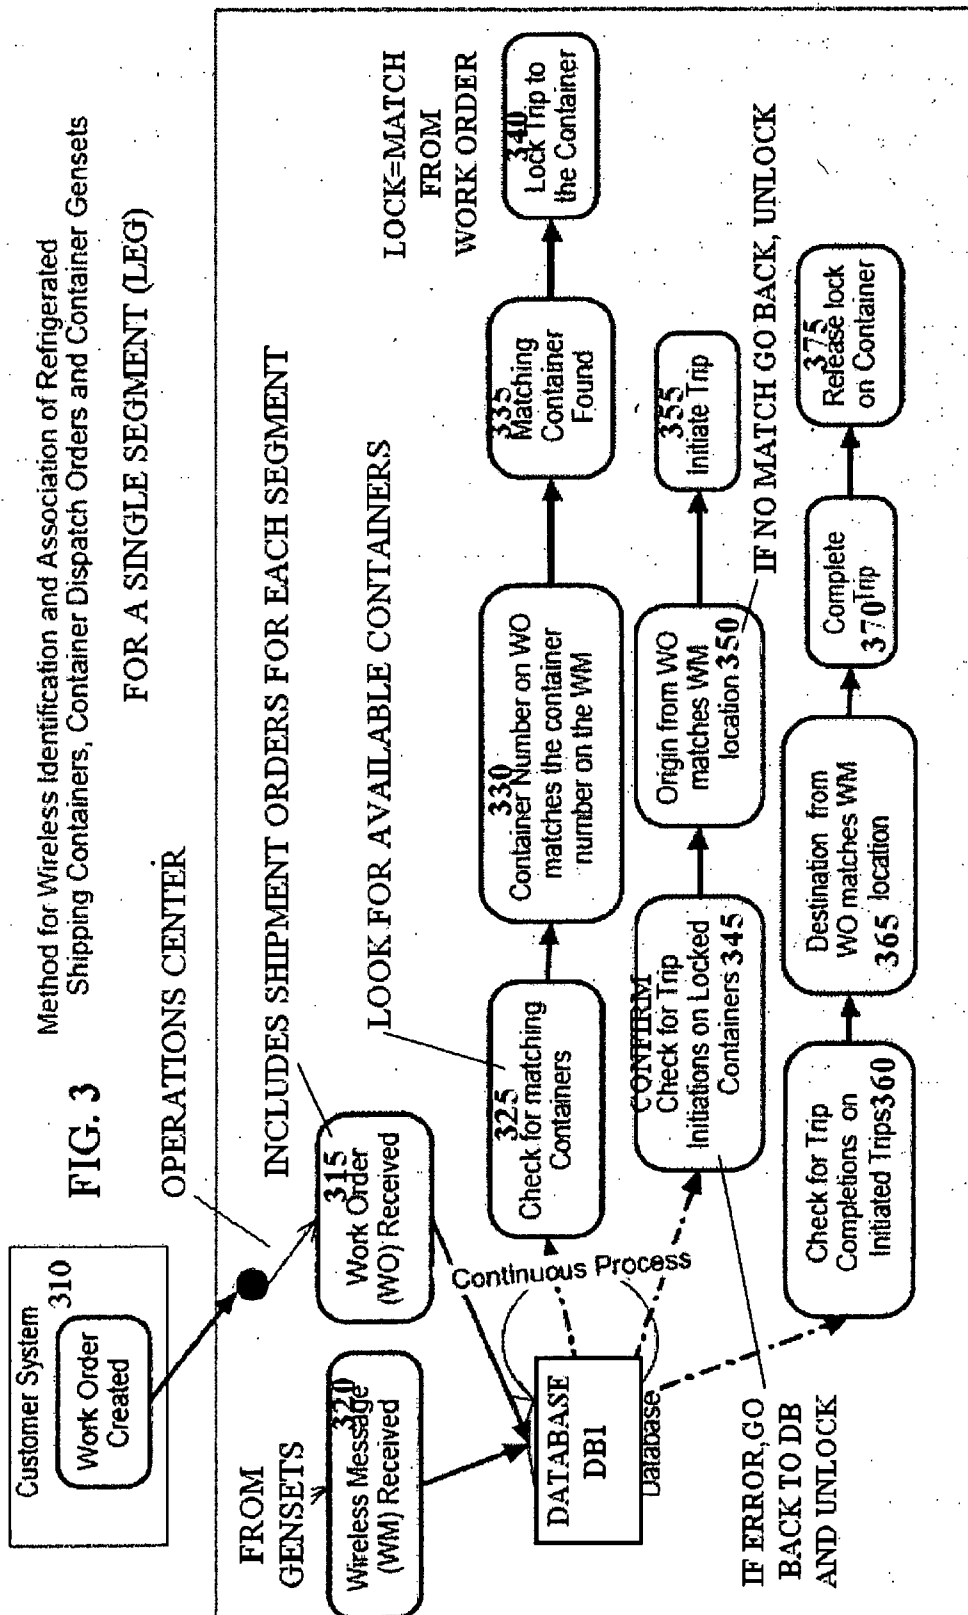 FIG. 3
Method for Wireless Identification and Association of Refrigerated
Shipping Containers, Container Dispatch Orders and Container Gensets
FOR A SINGLE SEGMENT (LEG)
Customer System
310
Work Order
Created
OPERATIONS CENTER
INCLUDES SHIPMENT ORDERS FOR EACH SEGMENT
FROM
GENSETS
320
Wireless Message
(WM) Received
315
Work Order
(WO) Received
LOOK FOR AVAILABLE CONTAINERS
DATABASE
DB1
Database
Continuous Process
325
Check for matching
Containers
330
Container Number on WO
matches the container
number on the WM
335
Matching
Container
Found
LOCK=MATCH
FROM
WORK ORDER
340
Lock Trip to
the Container
CONFIRM
Check for Trip
Initiations on Locked
Containers 345
Origin from WO
matches WM
location 350
355
Initiate Trip
IF NO MATCH GO BACK, UNLOCK
IF ERROR,GO
BACK TO DB
AND UNLOCK
Check for Trip
Completions on
Initiated Trips360
Destination from
WO matches WM
365 location
Complete
370 Trip
375
Release lock
on Container